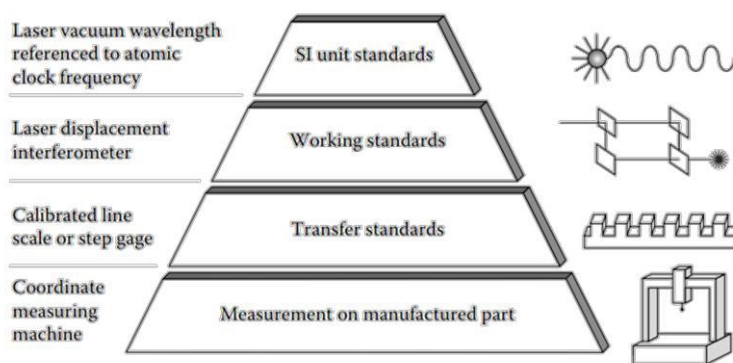 Laser vacuum wavelength
referenced to atomic
clock frequency
SI unit standards
Laser displacement
interferometer
Working standards
Calibrated line
scale or step gage
Transfer standards
Coordinate
measuring
machine
Measurement on manufactured part